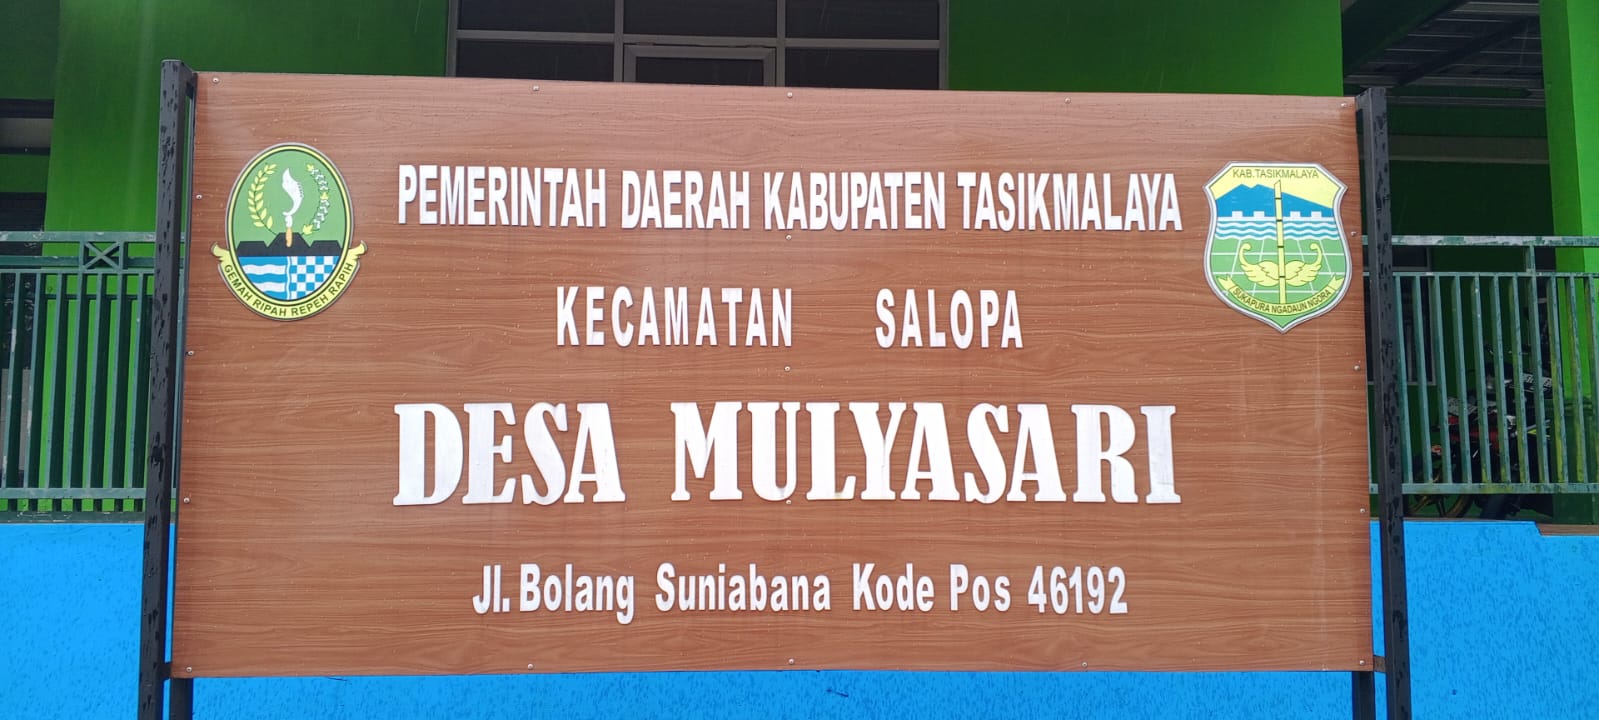 PEMERINTAH DAERAH KABUPATEN TASIKMALAYA
KECAMATAN SALOPA
DESA MULYASARI
Jl. Bolang Suniabana Kode Pos 46192
GEMAH RIPAH REPEH RAPIH
KAB.TASIKMALAYA
SUKAPURA NGADAUN NGORA